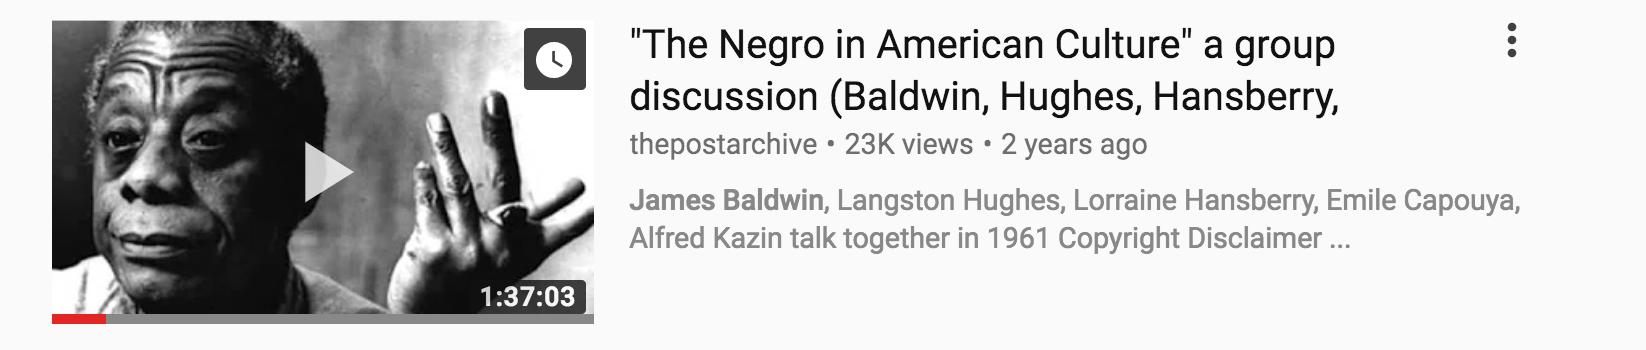 "The Negro in American Culture" a group
discussion (Baldwin, Hughes, Hansberry,
thepostarchive • 23K views • 2 years ago
James Baldwin, Langston Hughes, Lorraine Hansberry, Emile Capouya,
Alfred Kazin talk together in 1961 Copyright Disclaimer ...
1:37:03